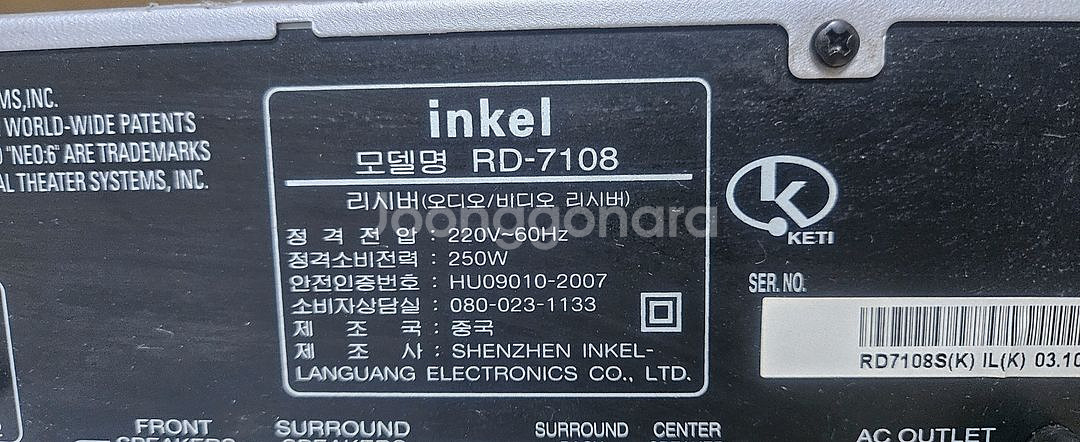 MS, INC.
WORLD-WIDE PATENTS
"NEO:6" ARE TRADEMARKS
AL THEATER SYSTEMS, INC.
inkel
모델명 RD-7108
리시버(오디오/비디오 리시버)
정격전압 : 220V~60Hz
정격소비전력 : 250W
안전인증번호 : HU09010-2007
소비자상담실 : 080-023-1133
제조국 : 중국
제조사 : SHENZHEN INKEL-
LANGUANG ELECTRONICS CO., LTD.
Joonggonara
KETI
SER. NO.
RD7108S(K) IL(K) 03.10
FRONT
SPEAKERS
SURROUND
SPEAKERS
SURROUND
CENTER
AC OUTLET